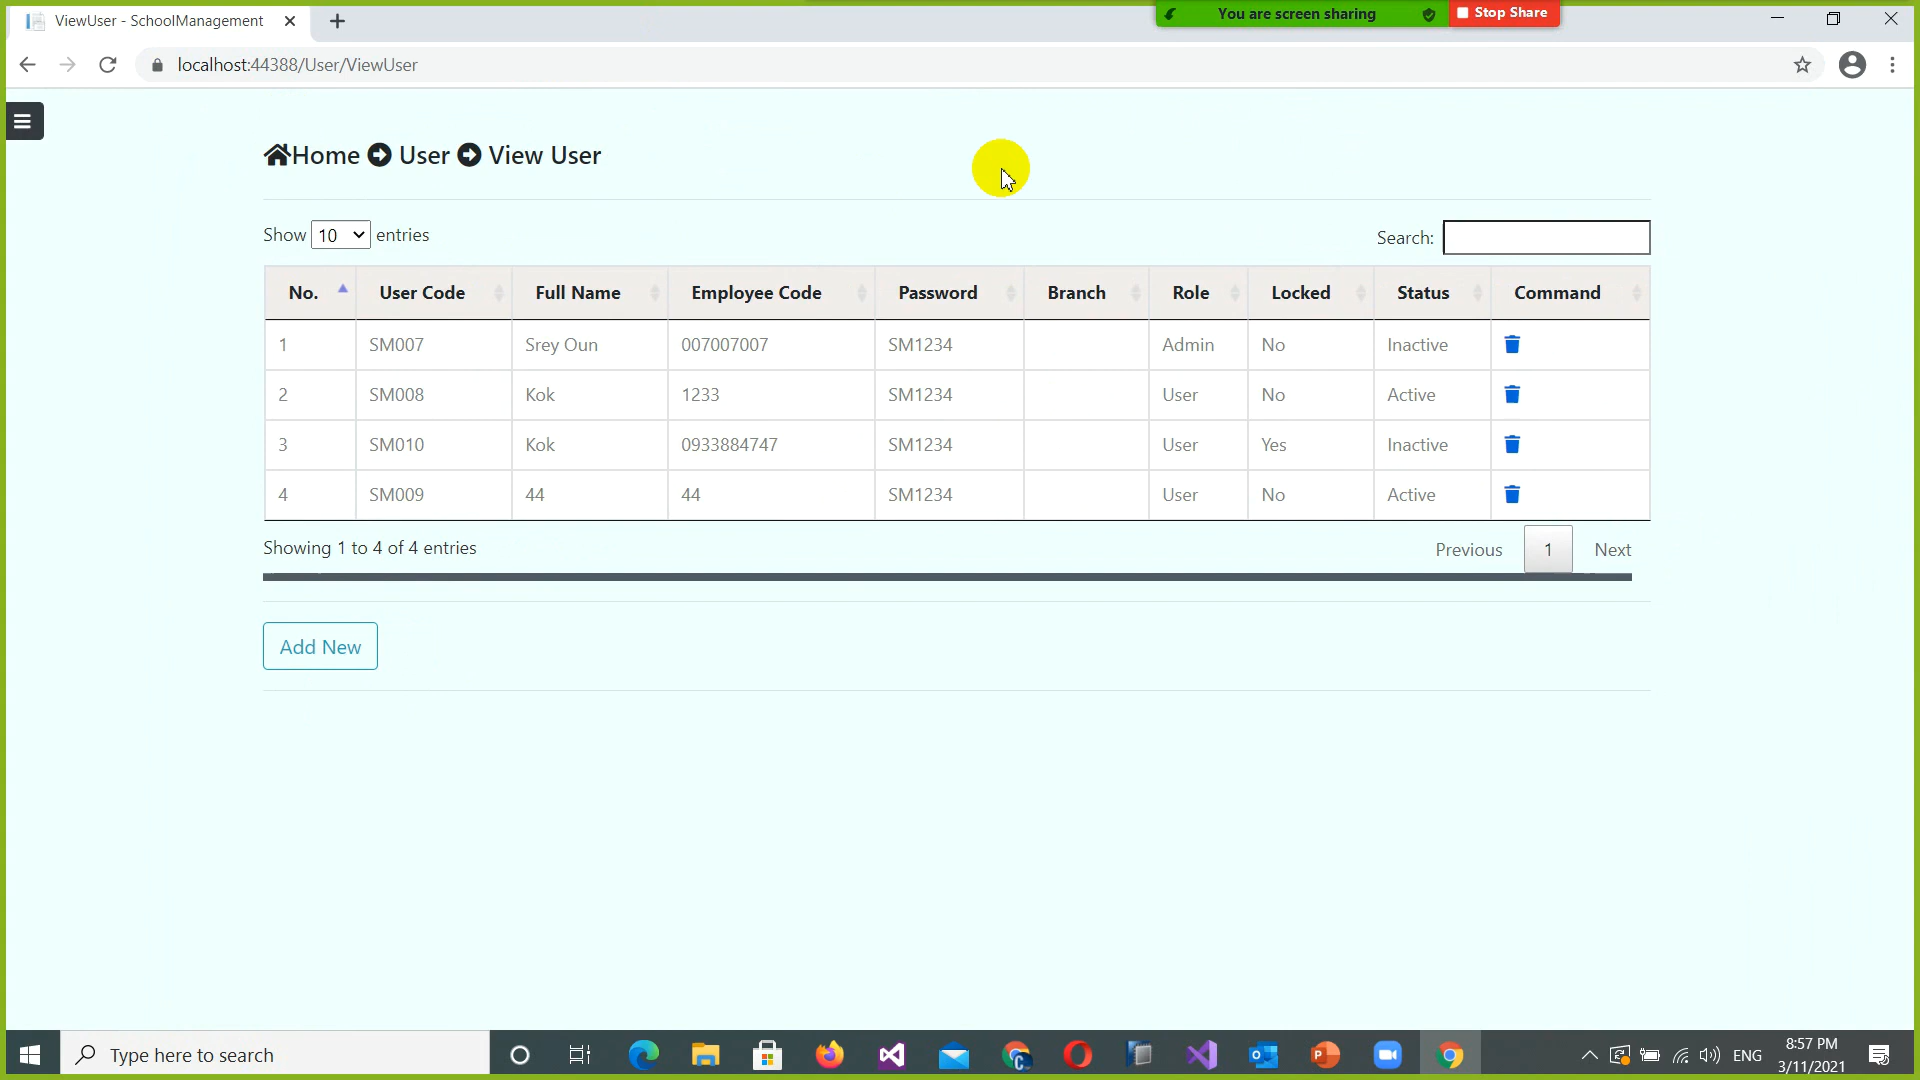 ViewUser - SchoolManagement
You are screen sharing
Stop Share
localhost:44388/User/ViewUser
Home User View User
Show 10 entries
Search:
No. User Code Full Name Employee Code Password Branch Role Locked Status Command
1 SM007 Srey Oun 007007007 SM1234 Admin No Inactive
2 SM008 Kok 1233 SM1234 User No Active
3 SM010 Kok 0933884747 SM1234 User Yes Inactive
4 SM009 44 44 SM1234 User No Active
Showing 1 to 4 of 4 entries
Previous 1 Next
Add New
Type here to search
ENG
8:57 PM
3/11/2021